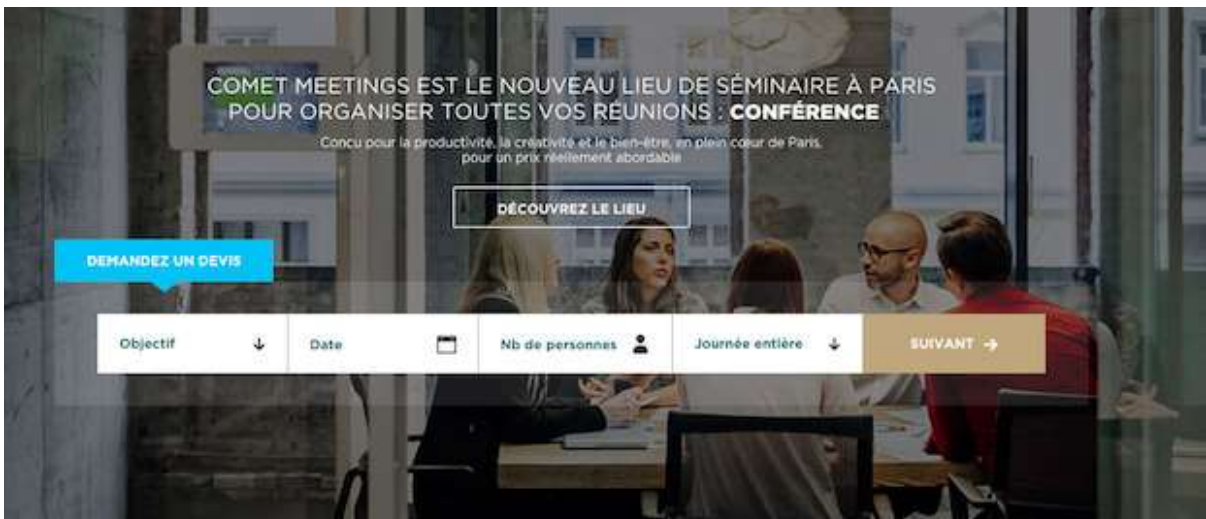 COMET MEETINGS EST LE NOUVEAU LIEU DE SÉMINAIRE À PARIS
POUR ORGANISER TOUTES VOS RÉUNIONS : CONFÉRENCE
Concu pour la productivité, la créativité et le bien-être, en plein cœur de Paris,
pour un prix réellement abordable
DÉCOUVREZ LE LIEU
DEMANDEZ UN DEVIS
Objectif
Date
Nb de personnes
Journée entière
SUIVANT